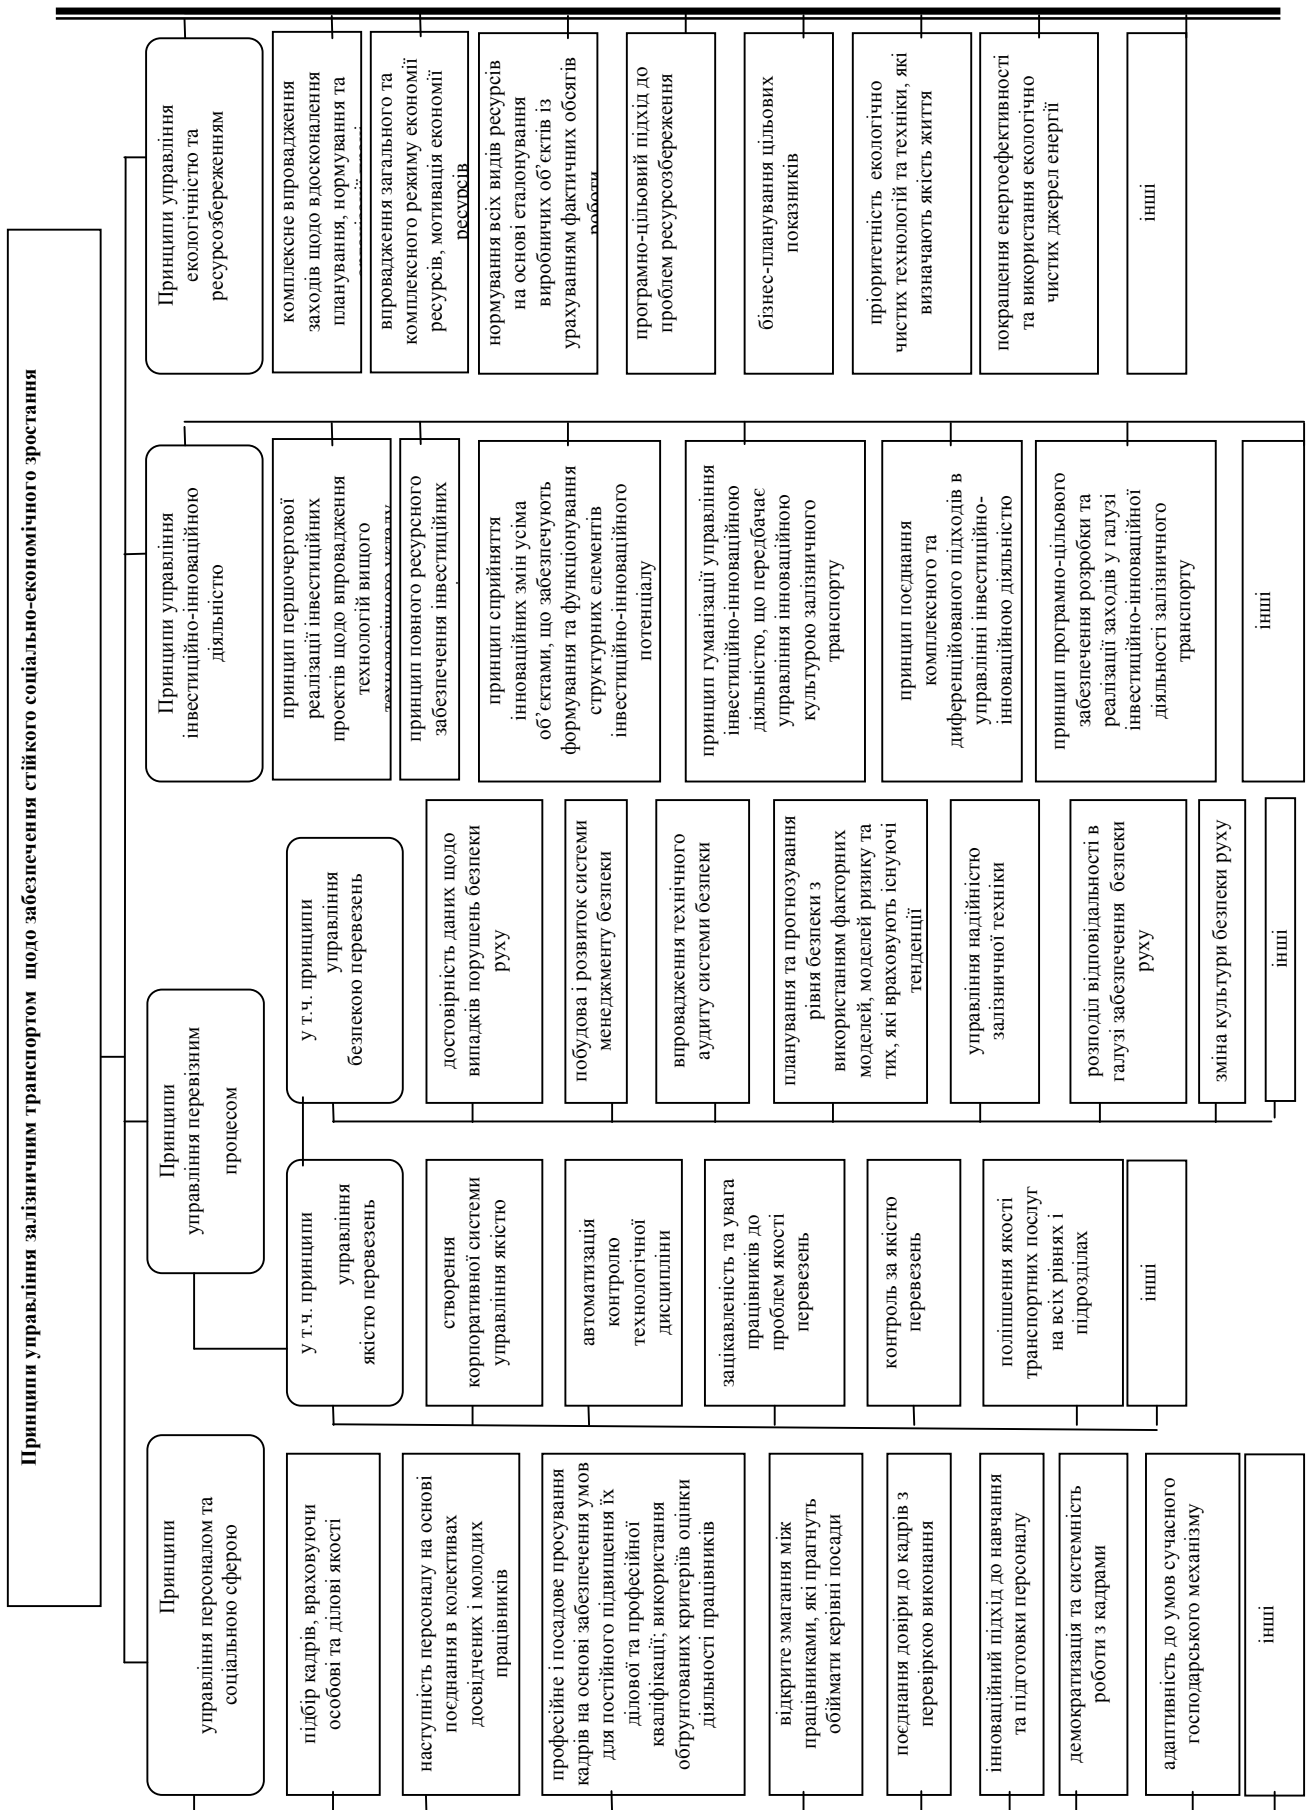 Принципи управління залізничним транспортом щодо забезпечення стійкого соціально-економічного зростання
Принципи
управління персоналом та
соціальною сферою
підбір кадрів, враховуючи
особові та ділові якості
наступність персоналу на основі
поєднання в колективах
досвідчених і молодих
працівників
професійне і посадове просування
кадрів на основі забезпечення умов
для постійного підвищення їх
ділової та професійної
кваліфікації; використання
обґрунтованих критеріїв оцінки
діяльності працівників
відкрите змагання між
працівниками, які прагнуть
обіймати керівні посади
поєднання довіри до кадрів з
перевіркою виконання
інноваційний підхід до навчання
та підготовки персоналу
демократизація та системність
роботи з кадрами
адаптивність до умов сучасного
господарського механізму
інші
Принципи
управління перевізним
процесом
у т.ч. принципи
управління
якістю перевезень
створення
корпоративної системи
управління якістю
автоматизація
контролю
технологічної
дисципліни
зацікавленість та увага
працівників до
проблем якості
перевезень
контроль за якістю
перевезень
поліпшення якості
транспортних послуг
на всіх рівнях і
підрозділах
інші
у т.ч. принципи
управління
безпекою перевезень
достовірність даних щодо
випадків порушень безпеки
руху
побудова і розвиток системи
менеджменту безпеки
впровадження технічного
аудиту системи безпеки
планування та прогнозування
рівня безпеки з
використанням факторних
моделей, моделей ризику та
тих, які враховують існуючі
тенденції
управління надійністю
залізничної техніки
розподіл відповідальності в
галузі забезпечення безпеки
руху
зміна культури безпеки руху
інші
Принципи управління
інвестиційно-інноваційною
діяльністю
принцип першочергової
реалізації інвестиційних
проектів щодо впровадження
технологій вищого
технологічного укладу
принцип повного ресурсного
забезпечення інвестиційних
принцип сприйняття
інноваційних змін усіма
об’єктами, що забезпечують
формування та функціонування
структурних елементів
інвестиційно-інноваційного
потенціалу
принцип гуманізації управління
інвестиційно-інноваційною
діяльністю, що передбачає
управління інноваційною
культурою залізничного
транспорту
принцип поєднання
комплексного та
диференційованого підходів в
управлінні інвестиційно-
інноваційною діяльністю
принцип програмно-цільового
забезпечення розробки та
реалізації заходів у галузі
інвестиційно-інноваційної
діяльності залізничного
транспорту
інші
Принципи управління
екологічністю та
ресурсозбереженням
комплексне впровадження
заходів щодо вдосконалення
планування, нормування та
впровадження загального та
комплексного режиму економії
ресурсів, мотивація економії
ресурсів
нормування всіх видів ресурсів
на основі еталонування
виробничих об’єктів із
урахуванням фактичних обсягів
роботи
програмно-цільовий підхід до
проблем ресурсозбереження
бізнес-планування цільових
показників
пріоритетність екологічно
чистих технологій та техніки, які
визначають якість життя
покращення енергоефективності
та використання екологічно
чистих джерел енергії
інші